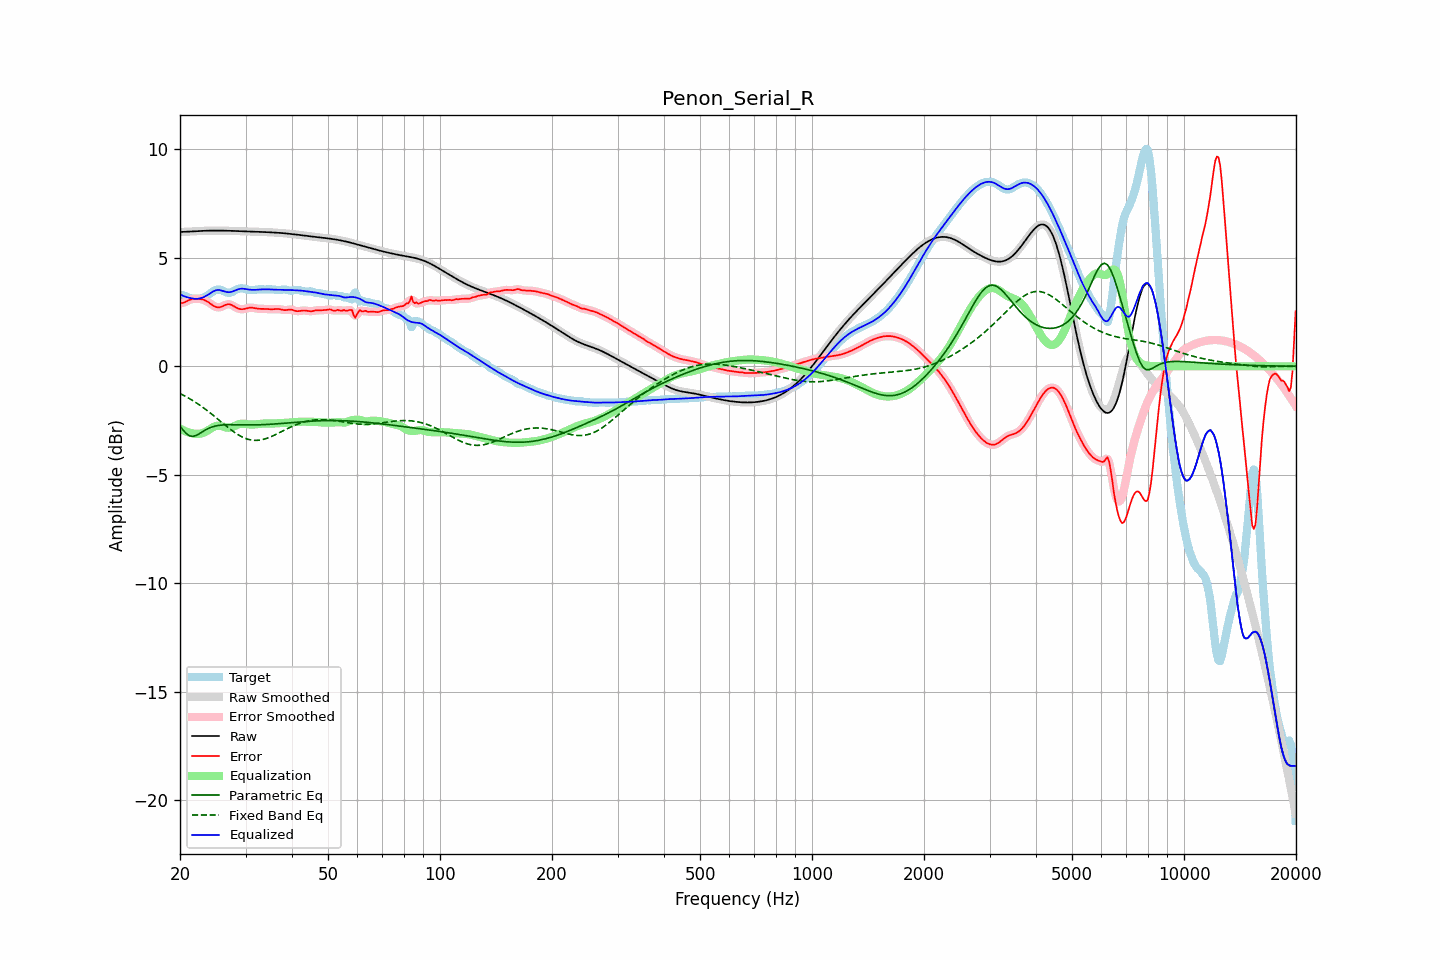 Penon_Serial_R
Amplitude (dBr)
10
5
0
−5
−10
−15
−20
Target
Raw Smoothed
Error Smoothed
Raw
Error
Equalization
Parametric Eq
Fixed Band Eq
Equalized
20 50 100 200 500 1000 2000 5000 10000 20000
Frequency (Hz)